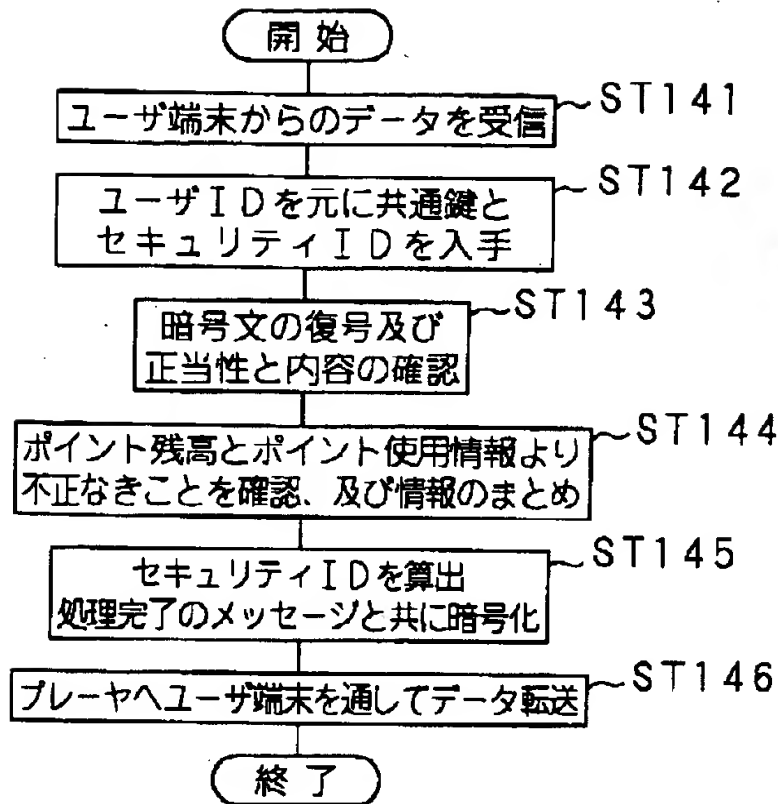 開始
ユーザ端末からのデータを受信
～ST141
ユーザIDを元に共通鍵と
セキュリティIDを入手
～ST142
暗号文の復号及び
正当性と内容の確認
～ST143
ポイント残高とポイント使用情報より
不正なきことを確認、及び情報のまとめ
～ST144
セキュリティIDを算出
処理完了のメッセージと共に暗号化
～ST145
プレーヤへユーザ端末を通してデータ転送
～ST146
終了